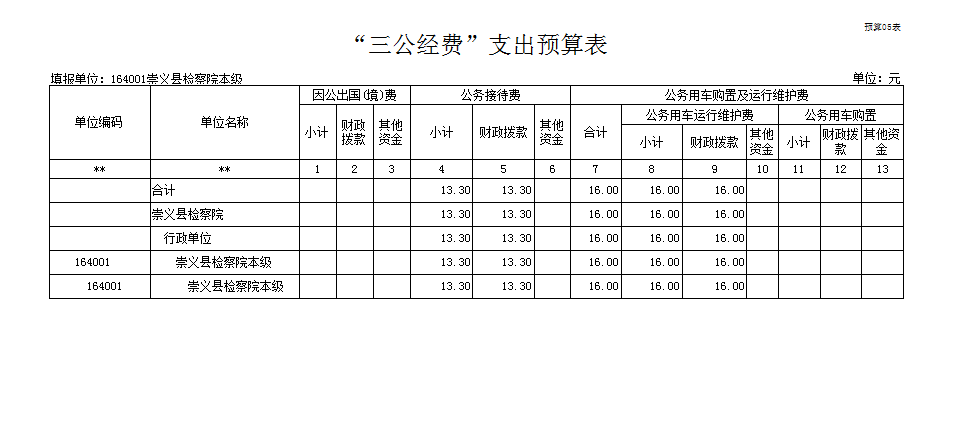 预算05表
“三公经费”支出预算表
填报单位：164001崇义县检察院本级 单位：元
单位编码 单位名称 因公出国(境)费 公务接待费 公务用车购置及运行维护费
小计 财政拨款 其他资金 小计 财政拨款 其他资金 合计 公务用车运行维护费 公务用车购置
小计 财政拨款 其他资金 小计 财政拨款 其他资金
** ** 1 2 3 4 5 6 7 8 9 10 11 12 13
合计 13.30 13.30 16.00 16.00 16.00
崇义县检察院 13.30 13.30 16.00 16.00 16.00
行政单位 13.30 13.30 16.00 16.00 16.00
164001 崇义县检察院本级 13.30 13.30 16.00 16.00 16.00
164001 崇义县检察院本级 13.30 13.30 16.00 16.00 16.00